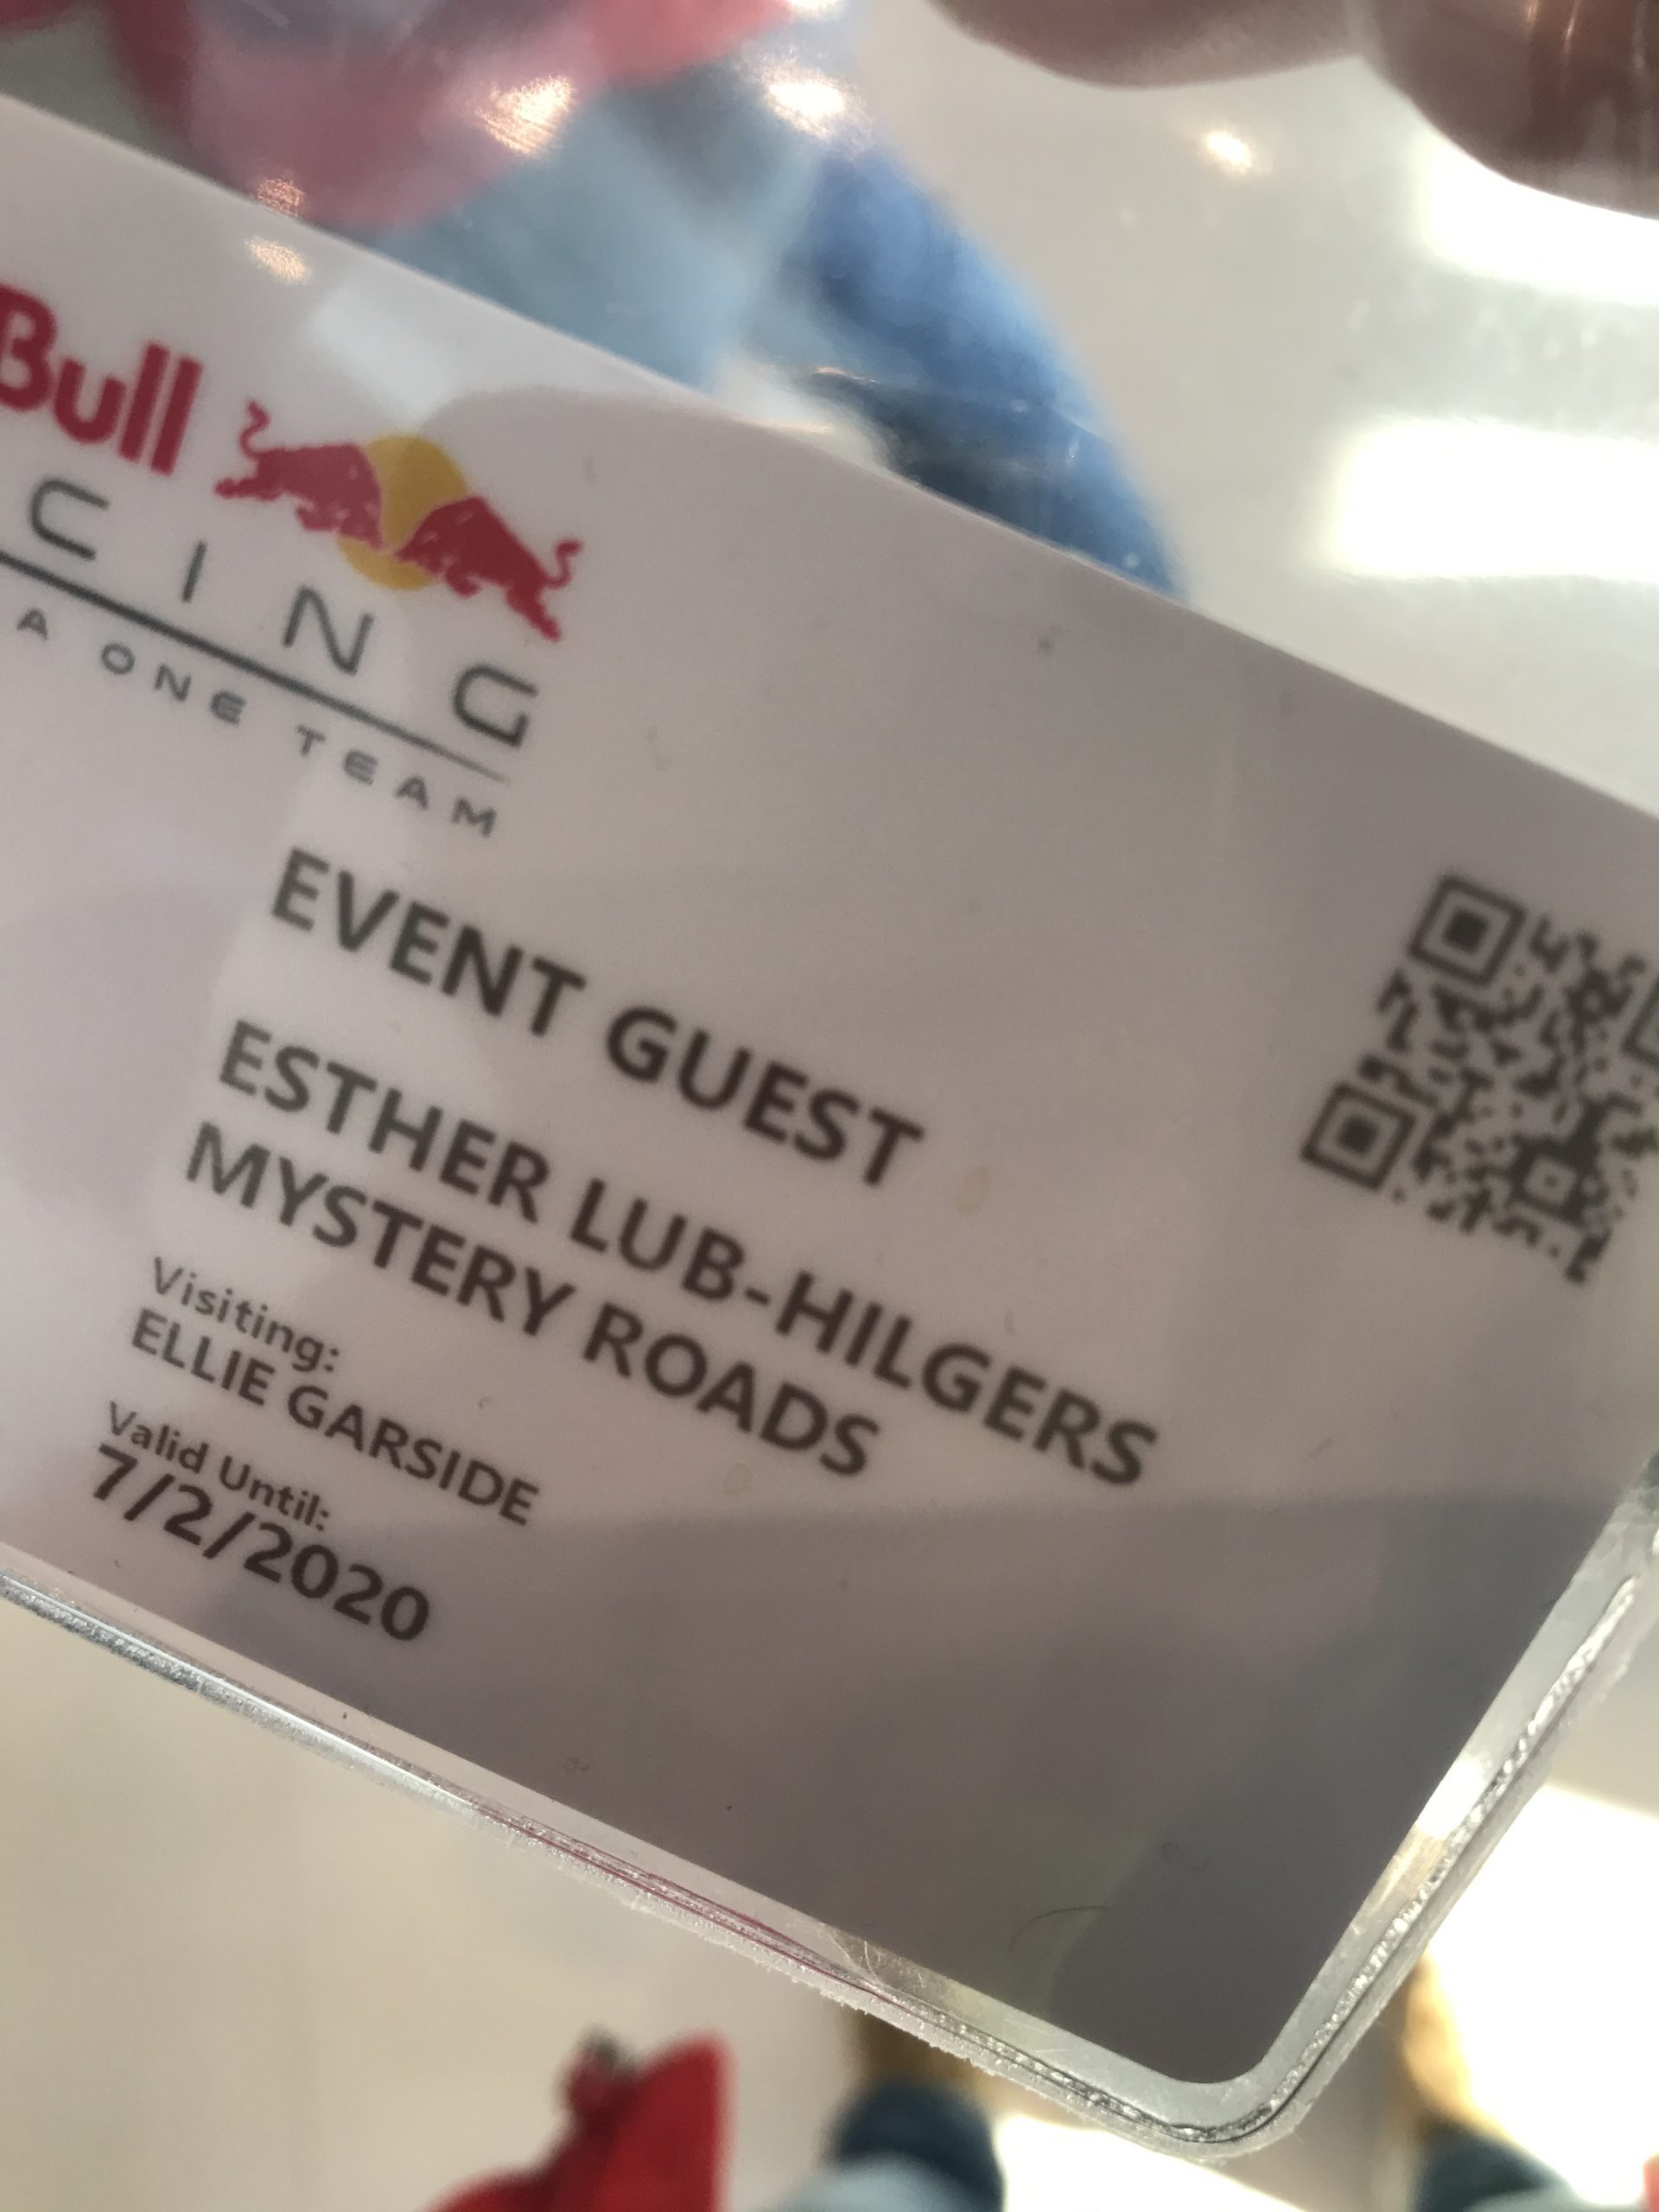 Bull
CING
A ONE TEAM
EVENT GUEST
ESTHER LUB-HILGERS
MYSTERY ROADS
Visiting:
ELLIE GARSIDE
Valid Until:
7/2/2020